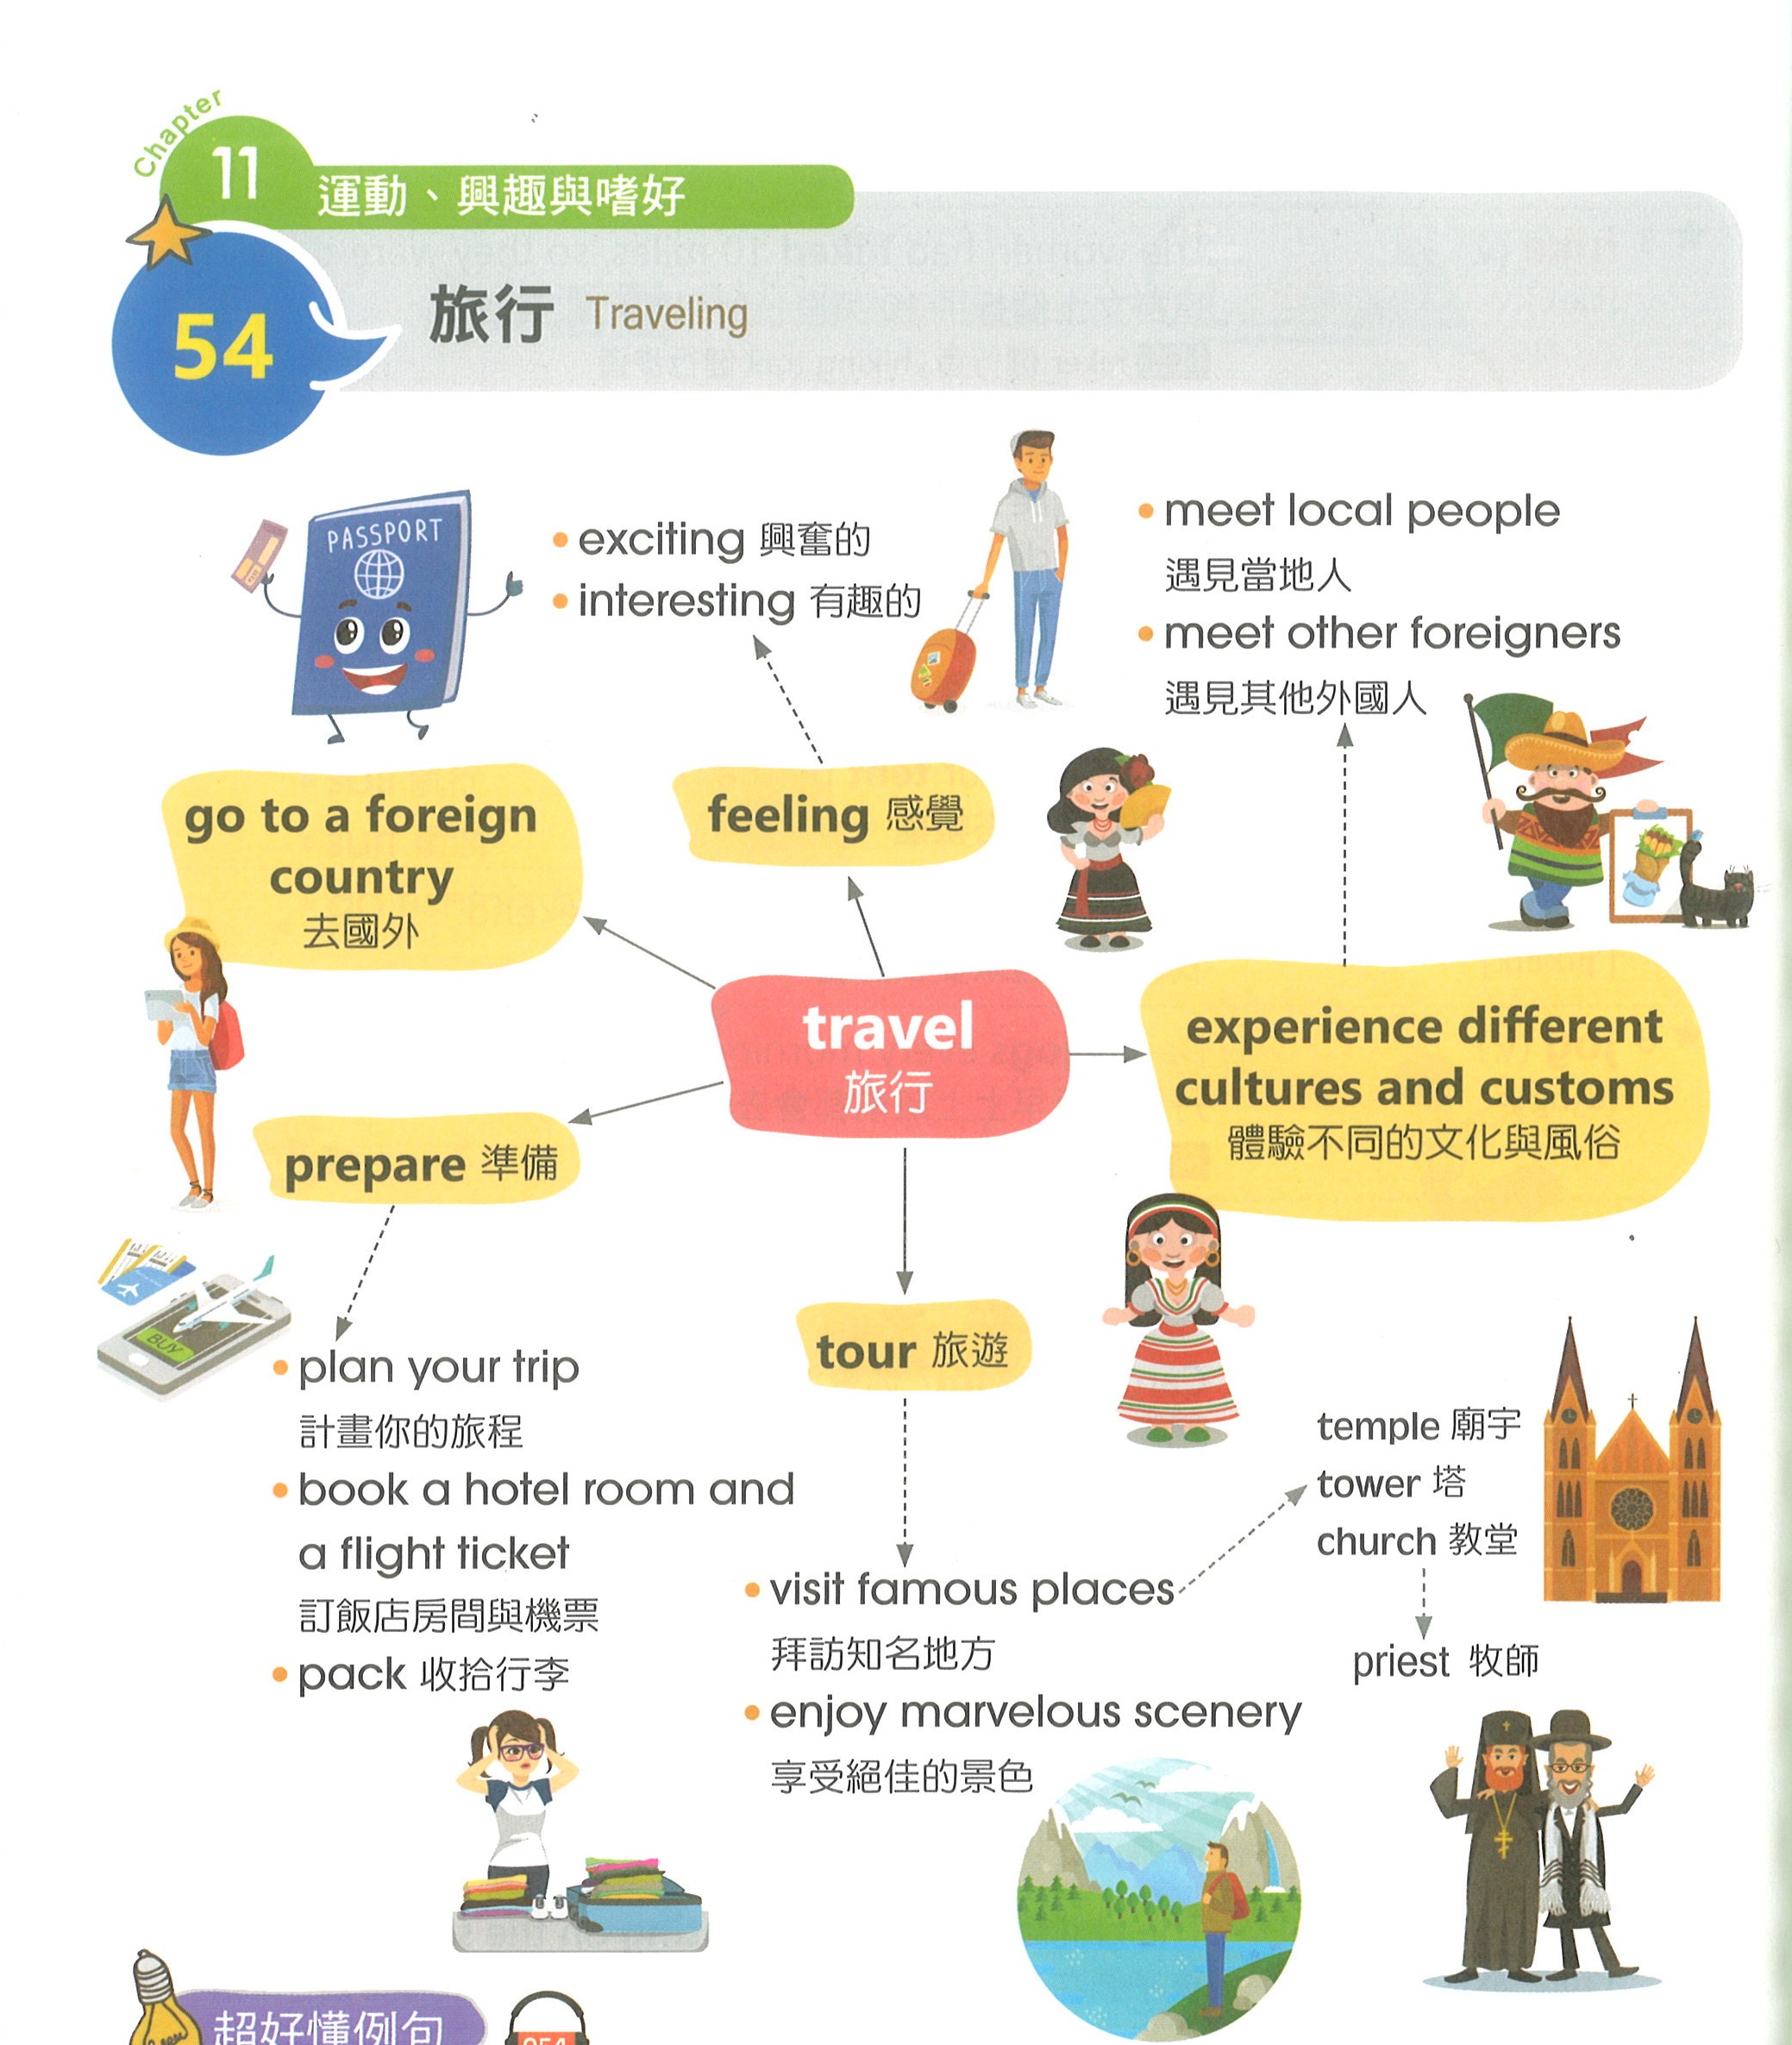 Chapter
11 運動、興趣與嗜好
54 旅行 Traveling
PASSPORT
• exciting 興奮的
• interesting 有趣的
• meet local people
遇見當地人
• meet other foreigners
遇見其他外國人
go to a foreign
country
去國外
feeling 感覺
travel
旅行
experience different
cultures and customs
體驗不同的文化與風俗
prepare 準備
BUY
• plan your trip
計畫你的旅程
• book a hotel room and
a flight ticket
訂飯店房間與機票
• pack 收拾行李
tour 旅遊
• visit famous places
拜訪知名地方
• enjoy marvelous scenery
享受絕佳的景色
temple 廟宇
tower 塔
church 教堂
priest 牧師
超好懂例句
054